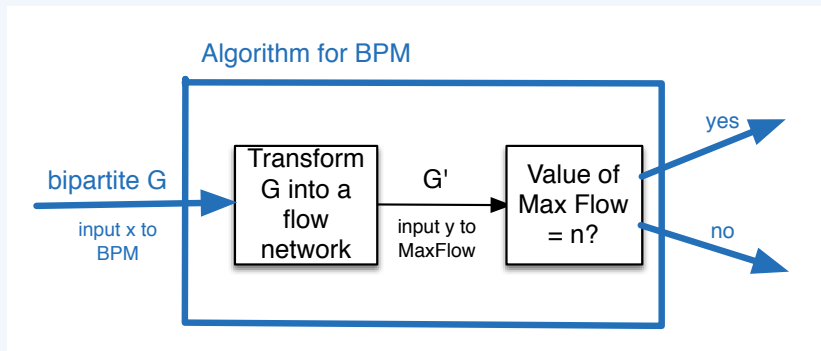 Algorithm for BPM
bipartite G
input x to
BPM
Transform
G into a
flow
network
G'
input y to
MaxFlow
Value of
Max Flow
= n?
yes
no